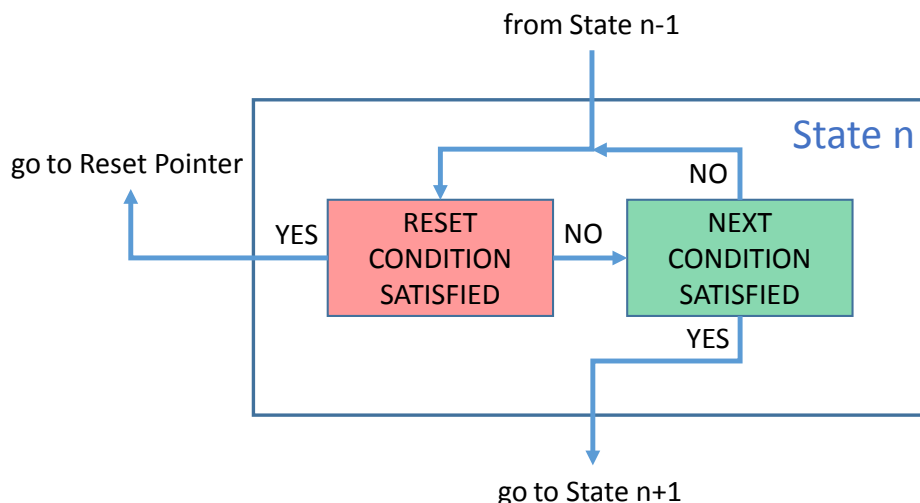 from State n-1
State n
go to Reset Pointer
NO
YES
RESET
CONDITION
SATISFIED
NO
NEXT
CONDITION
SATISFIED
YES
go to State n+1